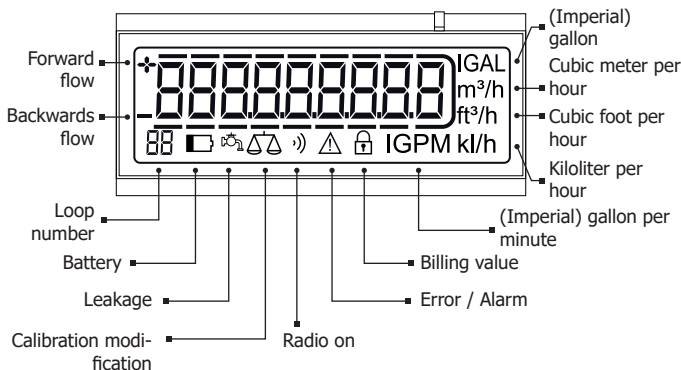 (Imperial)
gallon
Forward
flow
Cubic meter per
hour
Backwards
flow
Cubic foot per
hour
Kiloliter per
hour
+ 888888888 IGAL
m³/h
− ft³/h
88 IGPM kl/h
Loop
number
(Imperial) gallon per
minute
Battery
Billing value
Leakage
Error / Alarm
Calibration modi-
fication
Radio on